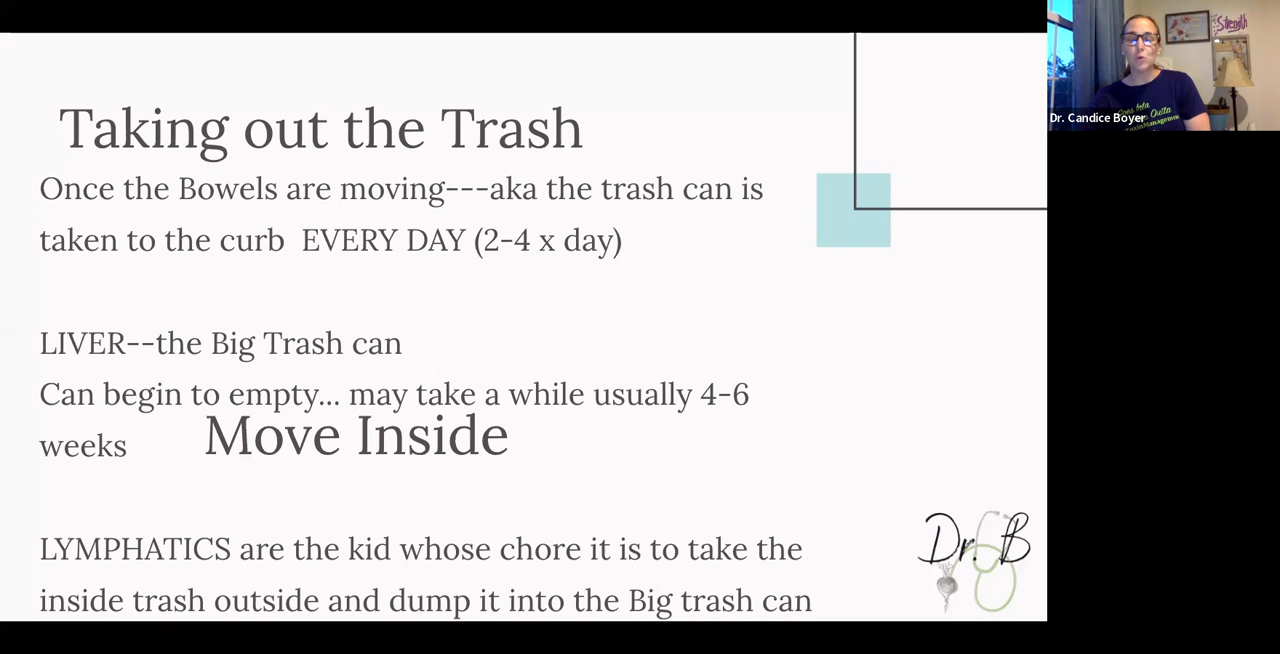 Taking out the Trash
Once the Bowels are moving---aka the trash can is
taken to the curb EVERY DAY (2-4 x day)
LIVER--the Big Trash can
Can begin to empty... may take a while usually 4-6
weeks
Move Inside
LYMPHATICS are the kid whose chore it is to take the
inside trash outside and dump it into the Big trash can
Dr. B
Strength
Dr. Candice Boyer